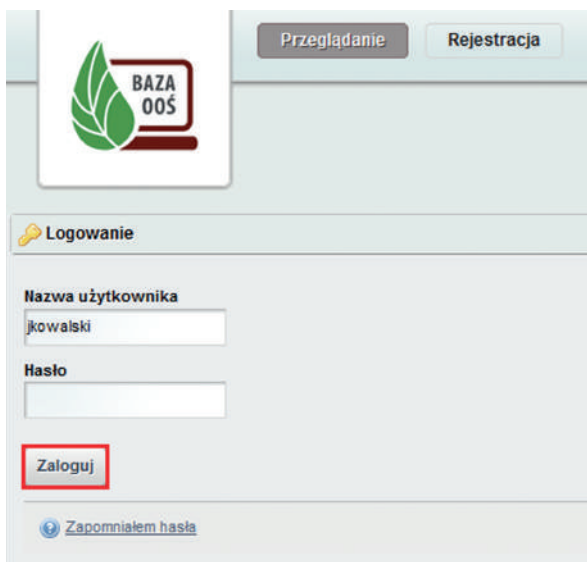 Przeglądanie
Rejestracja
BAZA
OOŚ
Logowanie
Nazwa użytkownika
jkowalski
Hasło
Zaloguj
Zapomniałem hasła